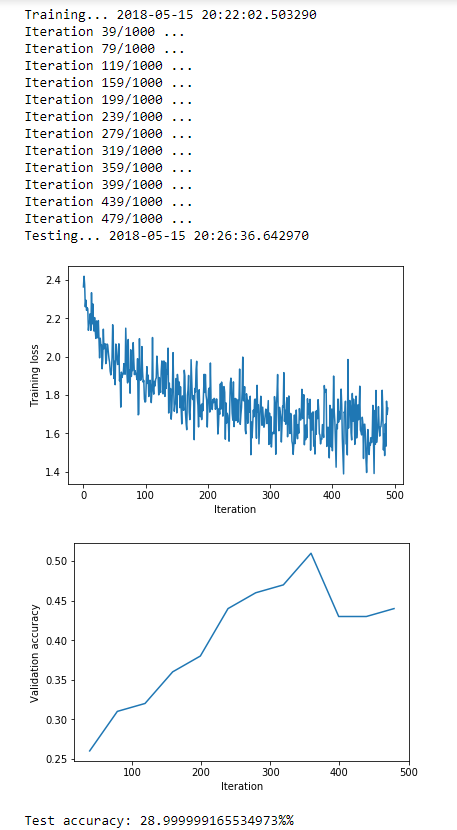 Training... 2018-05-15 20:22:02.503290
Iteration 39/1000 ...
Iteration 79/1000 ...
Iteration 119/1000 ...
Iteration 159/1000 ...
Iteration 199/1000 ...
Iteration 239/1000 ...
Iteration 279/1000 ...
Iteration 319/1000 ...
Iteration 359/1000 ...
Iteration 399/1000 ...
Iteration 439/1000 ...
Iteration 479/1000 ...
Testing... 2018-05-15 20:26:36.642970
Training loss
2.4
2.2
2.0
1.8
1.6
1.4
0 100 200 300 400 500
Iteration
Validation accuracy
0.50
0.45
0.40
0.35
0.30
0.25
100 200 300 400 500
Iteration
Test accuracy: 28.999999165534973%%